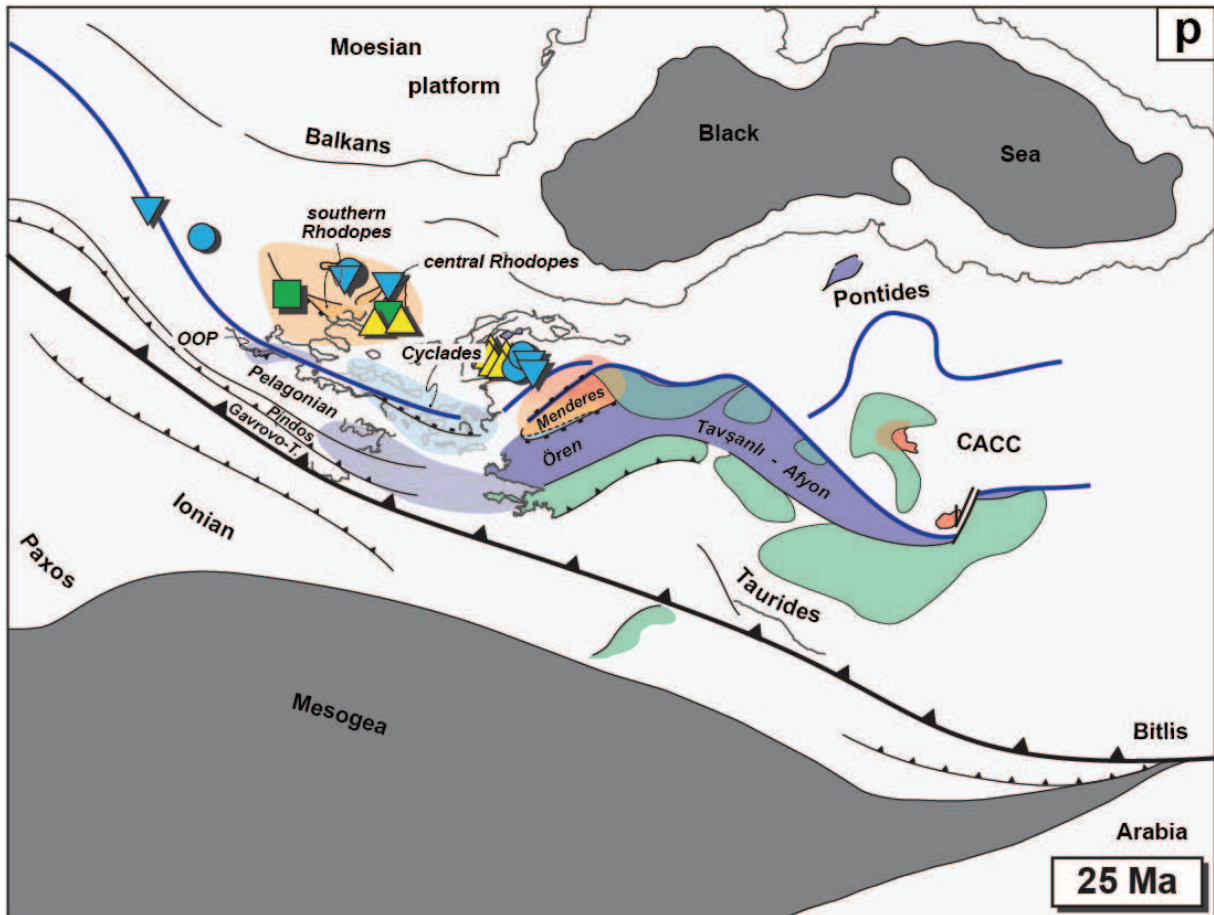 p
Moesian
platform
Black
Sea
Balkans
southern
Rhodopes
central Rhodopes
Pontides
OOP
Cyclades
Pelagonian
Menderes
Pindos
Gavrovo-T.
Ören
Tavşanlı - Afyon
CACC
Ionian
Paxos
Taurides
Mesogea
Bitlis
Arabia
25 Ma